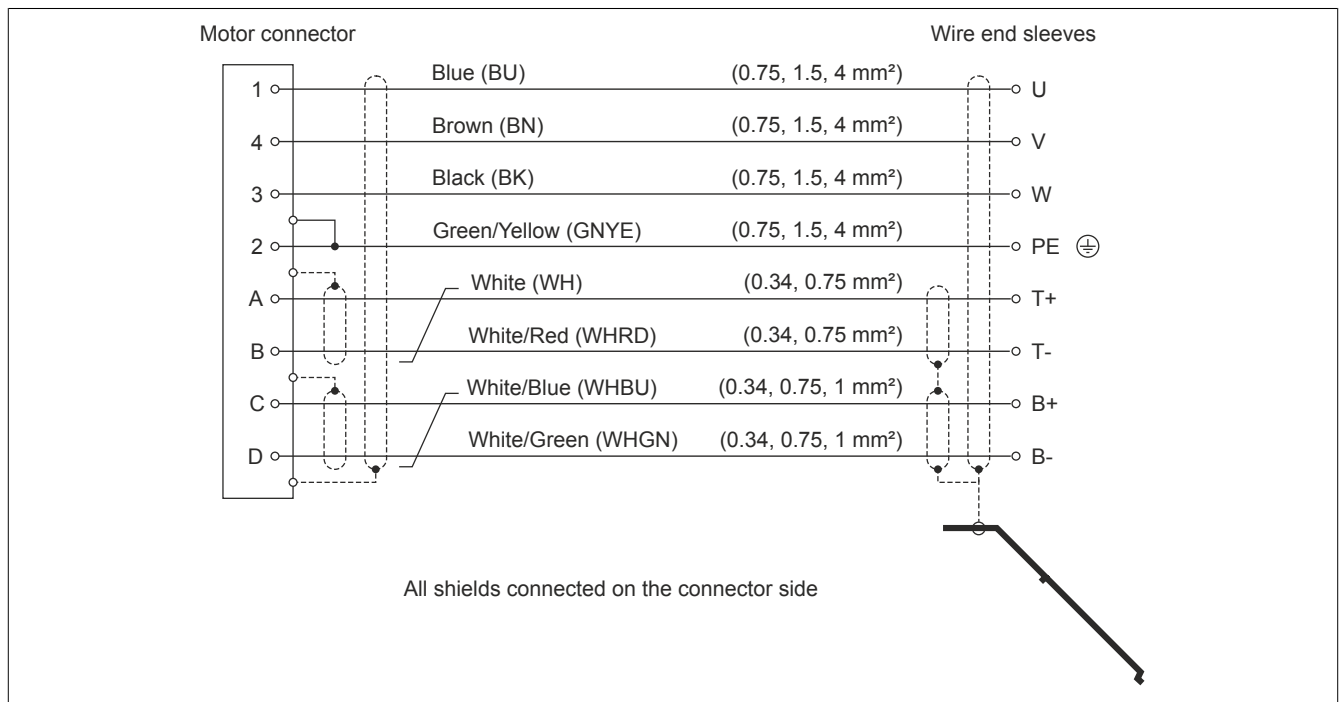 Motor connector Wire end sleeves
1 Blue (BU) (0.75, 1.5, 4 mm²) U
4 Brown (BN) (0.75, 1.5, 4 mm²) V
3 Black (BK) (0.75, 1.5, 4 mm²) W
2 Green/Yellow (GNYE) (0.75, 1.5, 4 mm²) PE
A White (WH) (0.34, 0.75 mm²) T+
B White/Red (WHRD) (0.34, 0.75 mm²) T-
C White/Blue (WHBU) (0.34, 0.75, 1 mm²) B+
D White/Green (WHGN) (0.34, 0.75, 1 mm²) B-
All shields connected on the connector side